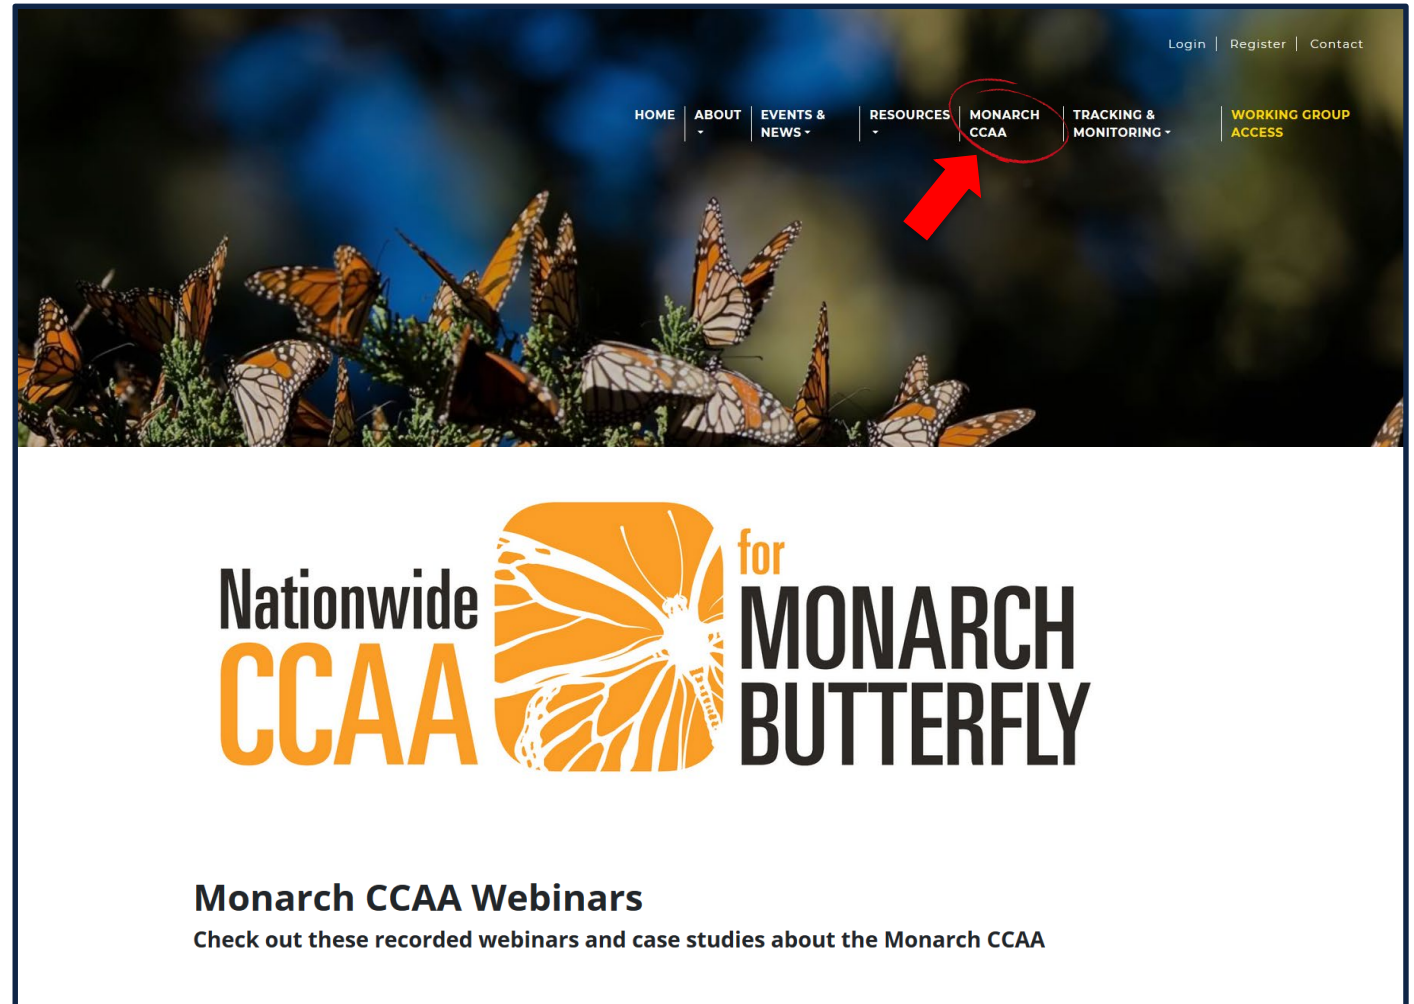 Login | Register | Contact
HOME | ABOUT | EVENTS & NEWS | RESOURCES | MONARCH CCAA | TRACKING & MONITORING | WORKING GROUP ACCESS
Nationwide
CCAA
for
MONARCH
BUTTERFLY
Monarch CCAA Webinars
Check out these recorded webinars and case studies about the Monarch CCAA